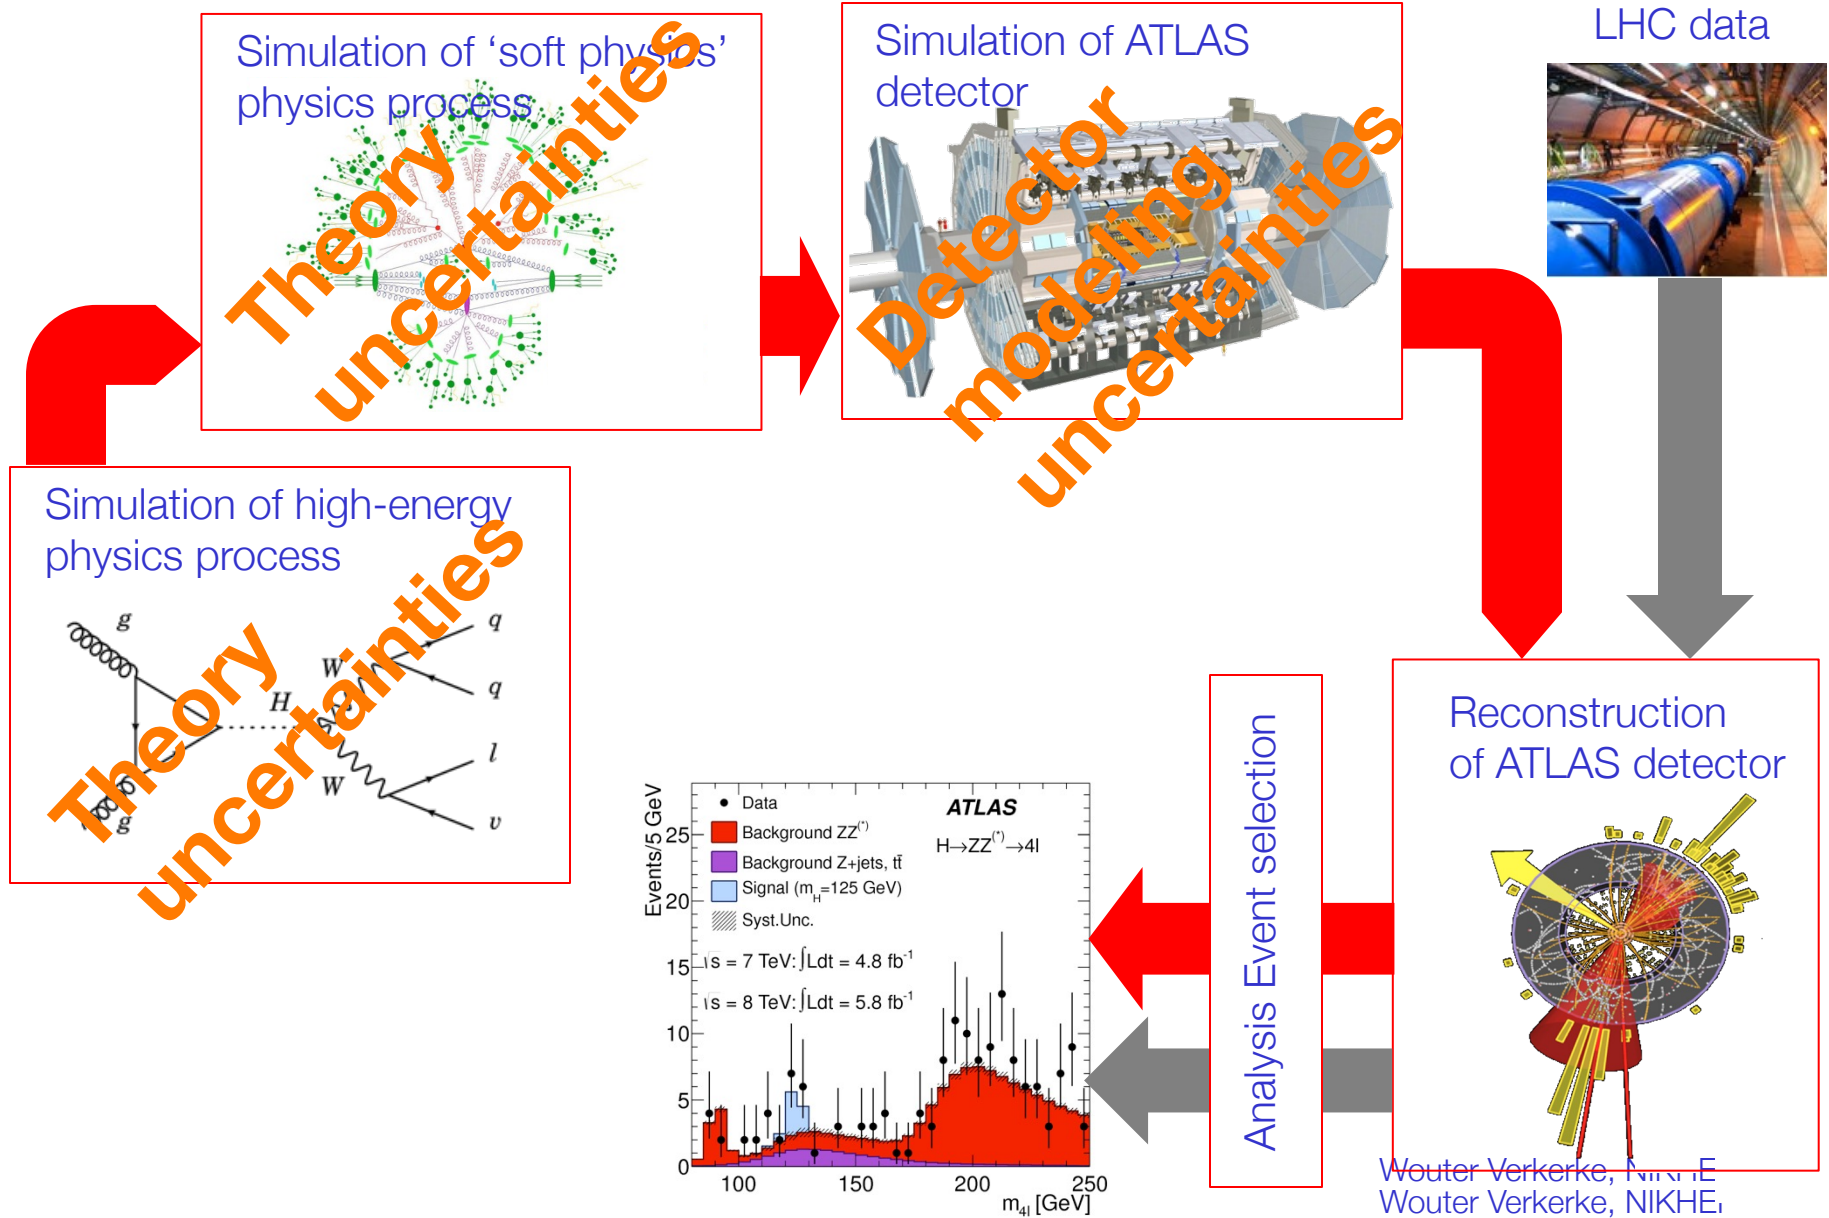 Simulation of ‘soft physics’
physics process
Theory
uncertainties
Simulation of ATLAS
detector
Detector
modeling
uncertainties
LHC data
Simulation of high-energy
physics process
Theory
uncertainties
g
g
H
W
W
q
q
l
ν
Reconstruction
of ATLAS detector
Analysis Event selection
Events/5 GeV
Data
Background ZZ(*)
Background Z+jets, tt̄
Signal (mH=125 GeV)
Syst.Unc.
ATLAS
H→ZZ(*)→4l
√s = 7 TeV: ∫Ldt = 4.8 fb-1
√s = 8 TeV: ∫Ldt = 5.8 fb-1
25
20
15
10
5
0
100 150 200 250
m4l [GeV]
Wouter Verkerke,
Wouter Verkerke,